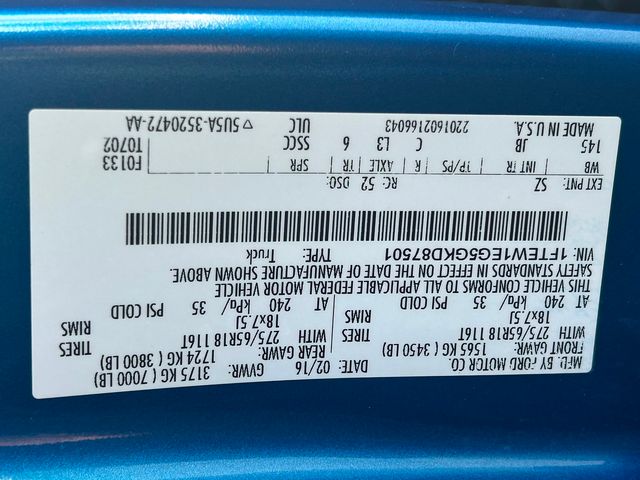 MFD. BY FORD MOTOR CO.
DATE: 02/16 GVWR: 3175 KG ( 7000 LB)
FRONT GAWR: 1565 KG ( 3450 LB) REAR GAWR: 1724 KG ( 3800 LB)
WITH 275/65R18 116T TIRES WITH 275/65R18 116T TIRES
18x7.5J RIMS 18x7.5J RIMS
AT 240 kPa/ 35 PSI COLD AT 240 kPa/ 35 PSI COLD
THIS VEHICLE CONFORMS TO ALL APPLICABLE FEDERAL MOTOR VEHICLE
SAFETY STANDARDS IN EFFECT ON THE DATE OF MANUFACTURE SHOWN ABOVE.
VIN: 1FTEW1EG5GKD87501 TYPE: Truck
EXT PNT: SZ RC: 52 DSO:
WB INT TR TP/PS R AXLE TR SPR F0133
145 JB C L3 6 SSCC T0702
MADE IN U.S.A. 2201602166043 ULC ▽ 5U5A-3520472-AA